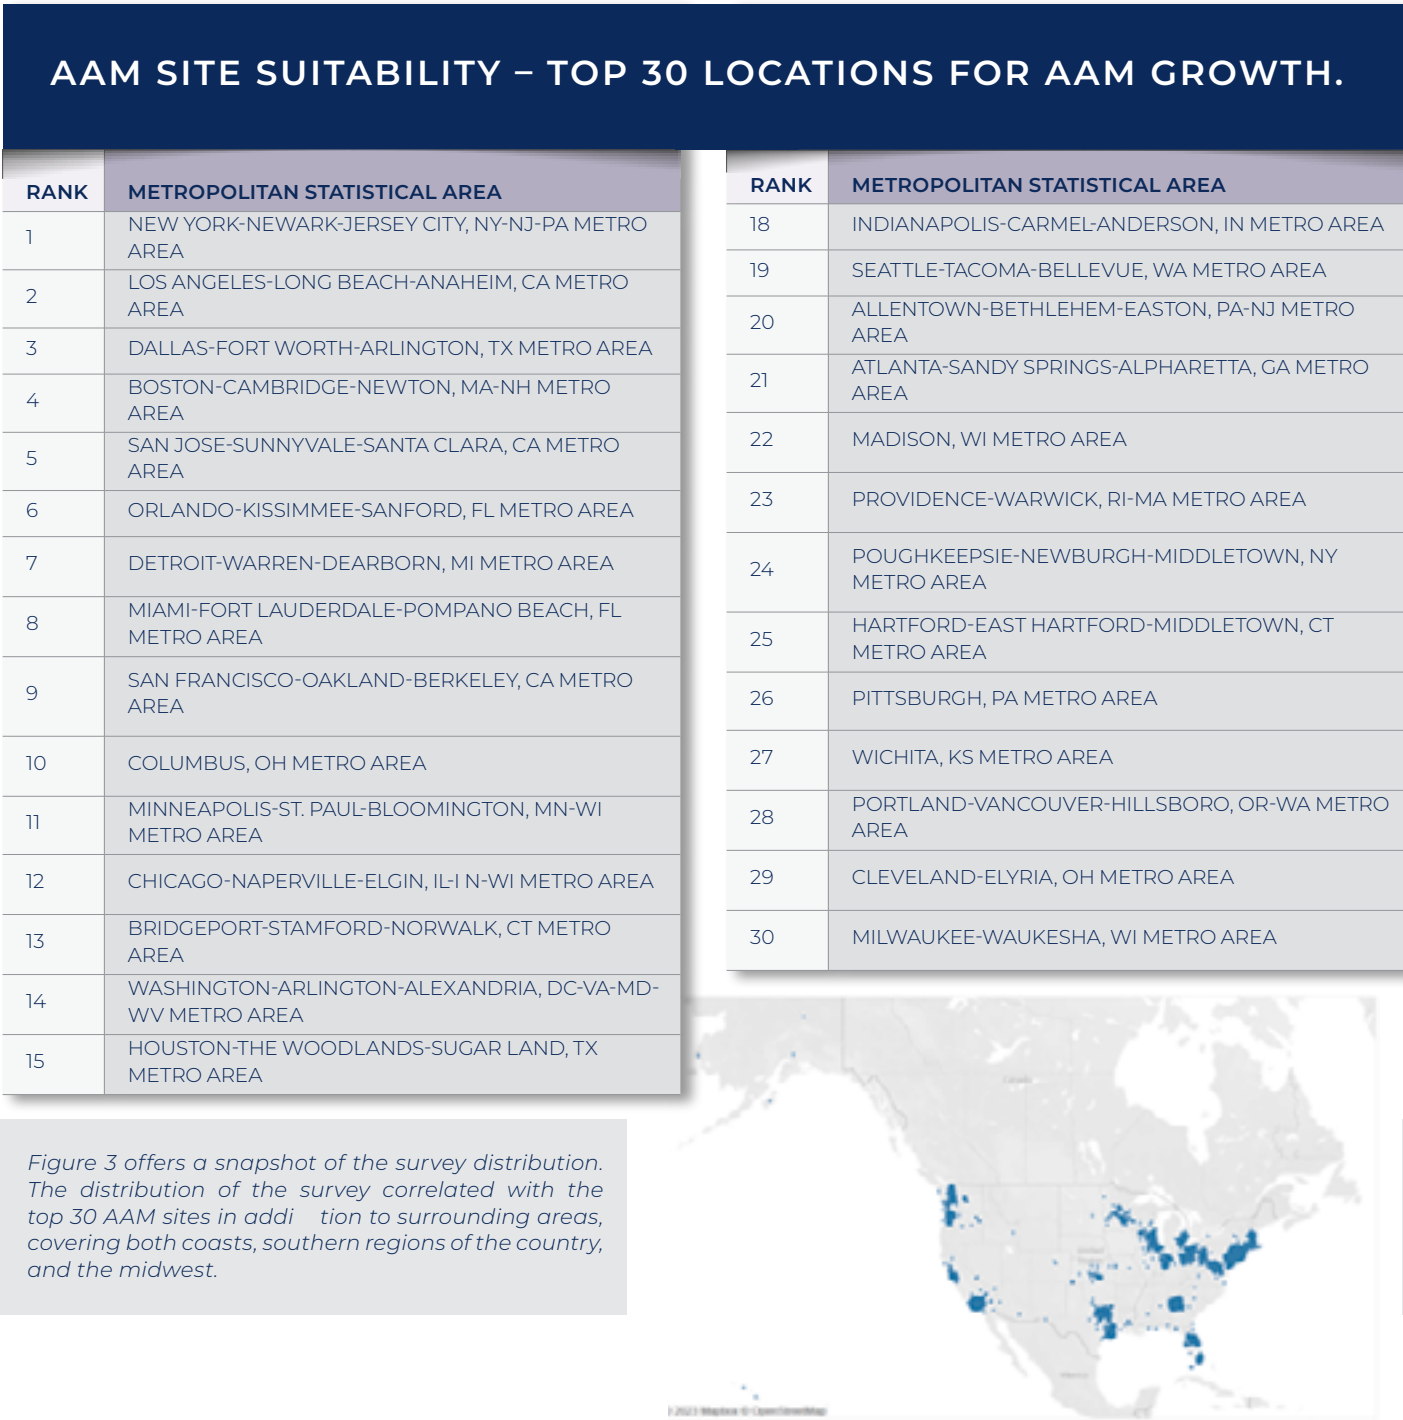 AAM SITE SUITABILITY – TOP 30 LOCATIONS FOR AAM GROWTH.
RANK METROPOLITAN STATISTICAL AREA
1 NEW YORK-NEWARK-JERSEY CITY, NY-NJ-PA METRO
AREA
2 LOS ANGELES-LONG BEACH-ANAHEIM, CA METRO
AREA
3 DALLAS-FORT WORTH-ARLINGTON, TX METRO AREA
4 BOSTON-CAMBRIDGE-NEWTON, MA-NH METRO
AREA
5 SAN JOSE-SUNNYVALE-SANTA CLARA, CA METRO
AREA
6 ORLANDO-KISSIMMEE-SANFORD, FL METRO AREA
7 DETROIT-WARREN-DEARBORN, MI METRO AREA
8 MIAMI-FORT LAUDERDALE-POMPANO BEACH, FL
METRO AREA
9 SAN FRANCISCO-OAKLAND-BERKELEY, CA METRO
AREA
10 COLUMBUS, OH METRO AREA
11 MINNEAPOLIS-ST. PAUL-BLOOMINGTON, MN-WI
METRO AREA
12 CHICAGO-NAPERVILLE-ELGIN, IL-I N-WI METRO AREA
13 BRIDGEPORT-STAMFORD-NORWALK, CT METRO
AREA
14 WASHINGTON-ARLINGTON-ALEXANDRIA, DC-VA-MD-
WV METRO AREA
15 HOUSTON-THE WOODLANDS-SUGAR LAND, TX
METRO AREA
RANK METROPOLITAN STATISTICAL AREA
18 INDIANAPOLIS-CARMEL-ANDERSON, IN METRO AREA
19 SEATTLE-TACOMA-BELLEVUE, WA METRO AREA
20 ALLENTOWN-BETHLEHEM-EASTON, PA-NJ METRO
AREA
21 ATLANTA-SANDY SPRINGS-ALPHARETTA, GA METRO
AREA
22 MADISON, WI METRO AREA
23 PROVIDENCE-WARWICK, RI-MA METRO AREA
24 POUGHKEEPSIE-NEWBURGH-MIDDLETOWN, NY
METRO AREA
25 HARTFORD-EAST HARTFORD-MIDDLETOWN, CT
METRO AREA
26 PITTSBURGH, PA METRO AREA
27 WICHITA, KS METRO AREA
28 PORTLAND-VANCOUVER-HILLSBORO, OR-WA METRO
AREA
29 CLEVELAND-ELYRIA, OH METRO AREA
30 MILWAUKEE-WAUKESHA, WI METRO AREA
Figure 3 offers a snapshot of the survey distribution.
The distribution of the survey correlated with the
top 30 AAM sites in addi tion to surrounding areas,
covering both coasts, southern regions of the country,
and the midwest.
Canada
United
Mexico
2023 Mapbox © OpenStreetMap